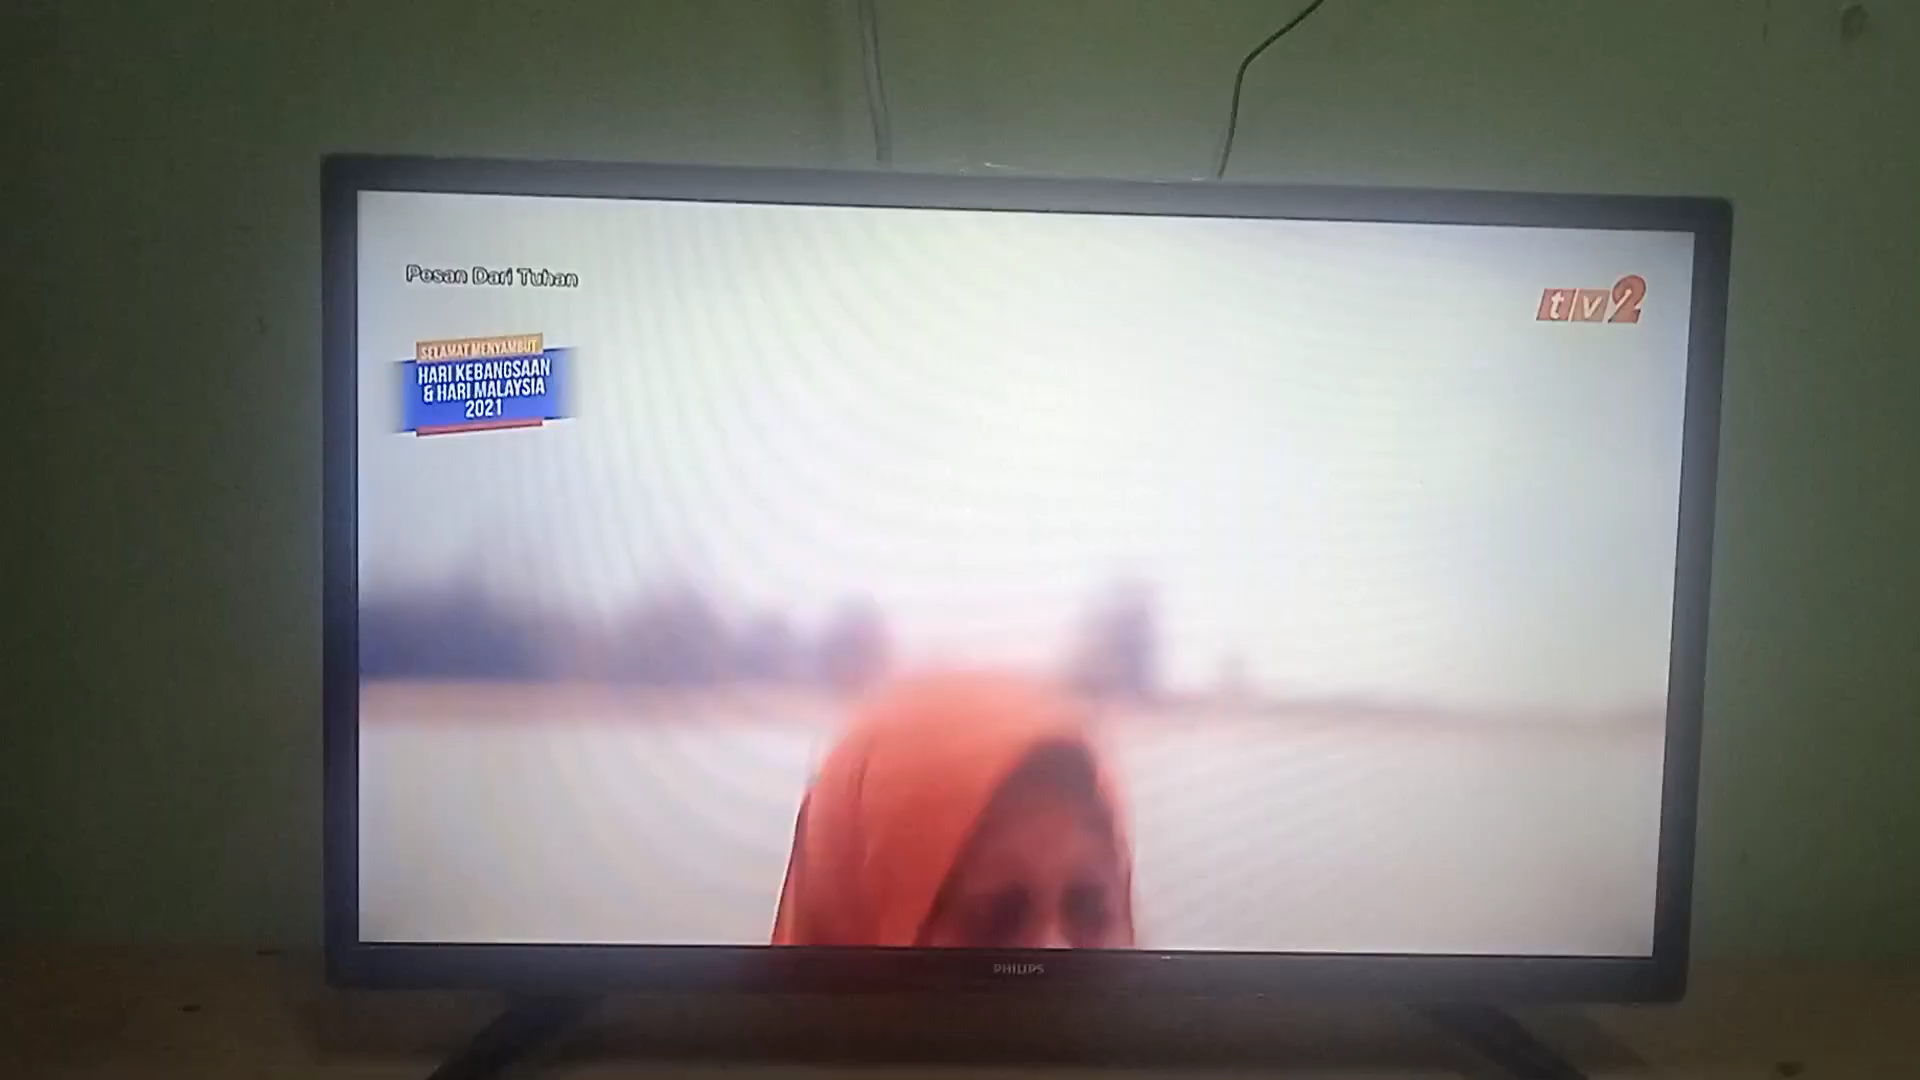 Pesan Dari Tuhan
tv2
SELAMAT MENYAMBUT
HARI KEBANGSAAN
& HARI MALAYSIA
2021
PHILIPS